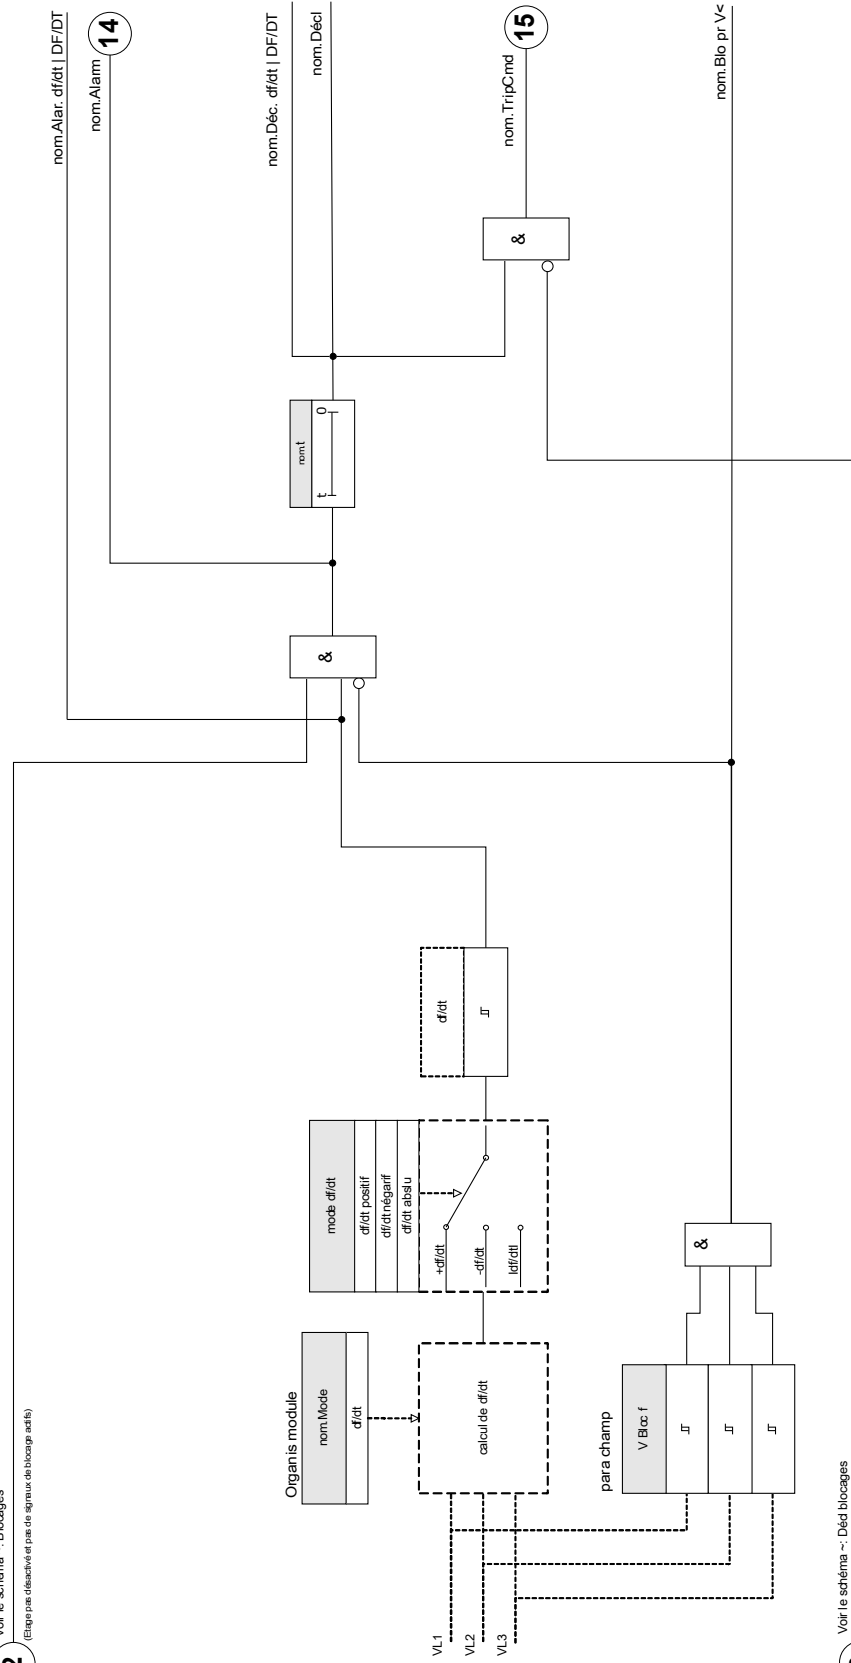 Voir le schéma ~: Blocages
(Etage pas désactivé et pas de signaux de blocage actifs)
nom.Alar. df/dt | DF/DT
nom.Alarm
14
nom.Déc. df/dt | DF/DT
nom.Décl
nom.TripCmd
15
nom.Blo pr V<
&
&
nom.t
t
0
Organis module
nom.Mode
df/dt
calcul de df/dt
mode df/dt
df/dt positif
df/dt négarif
df/dt abslu
+df/dt
-df/dt
Idf/dtI
df/dt
VL1
VL2
VL3
para champ
V Bloc f
&
Voir le schéma ~: Déd blocages